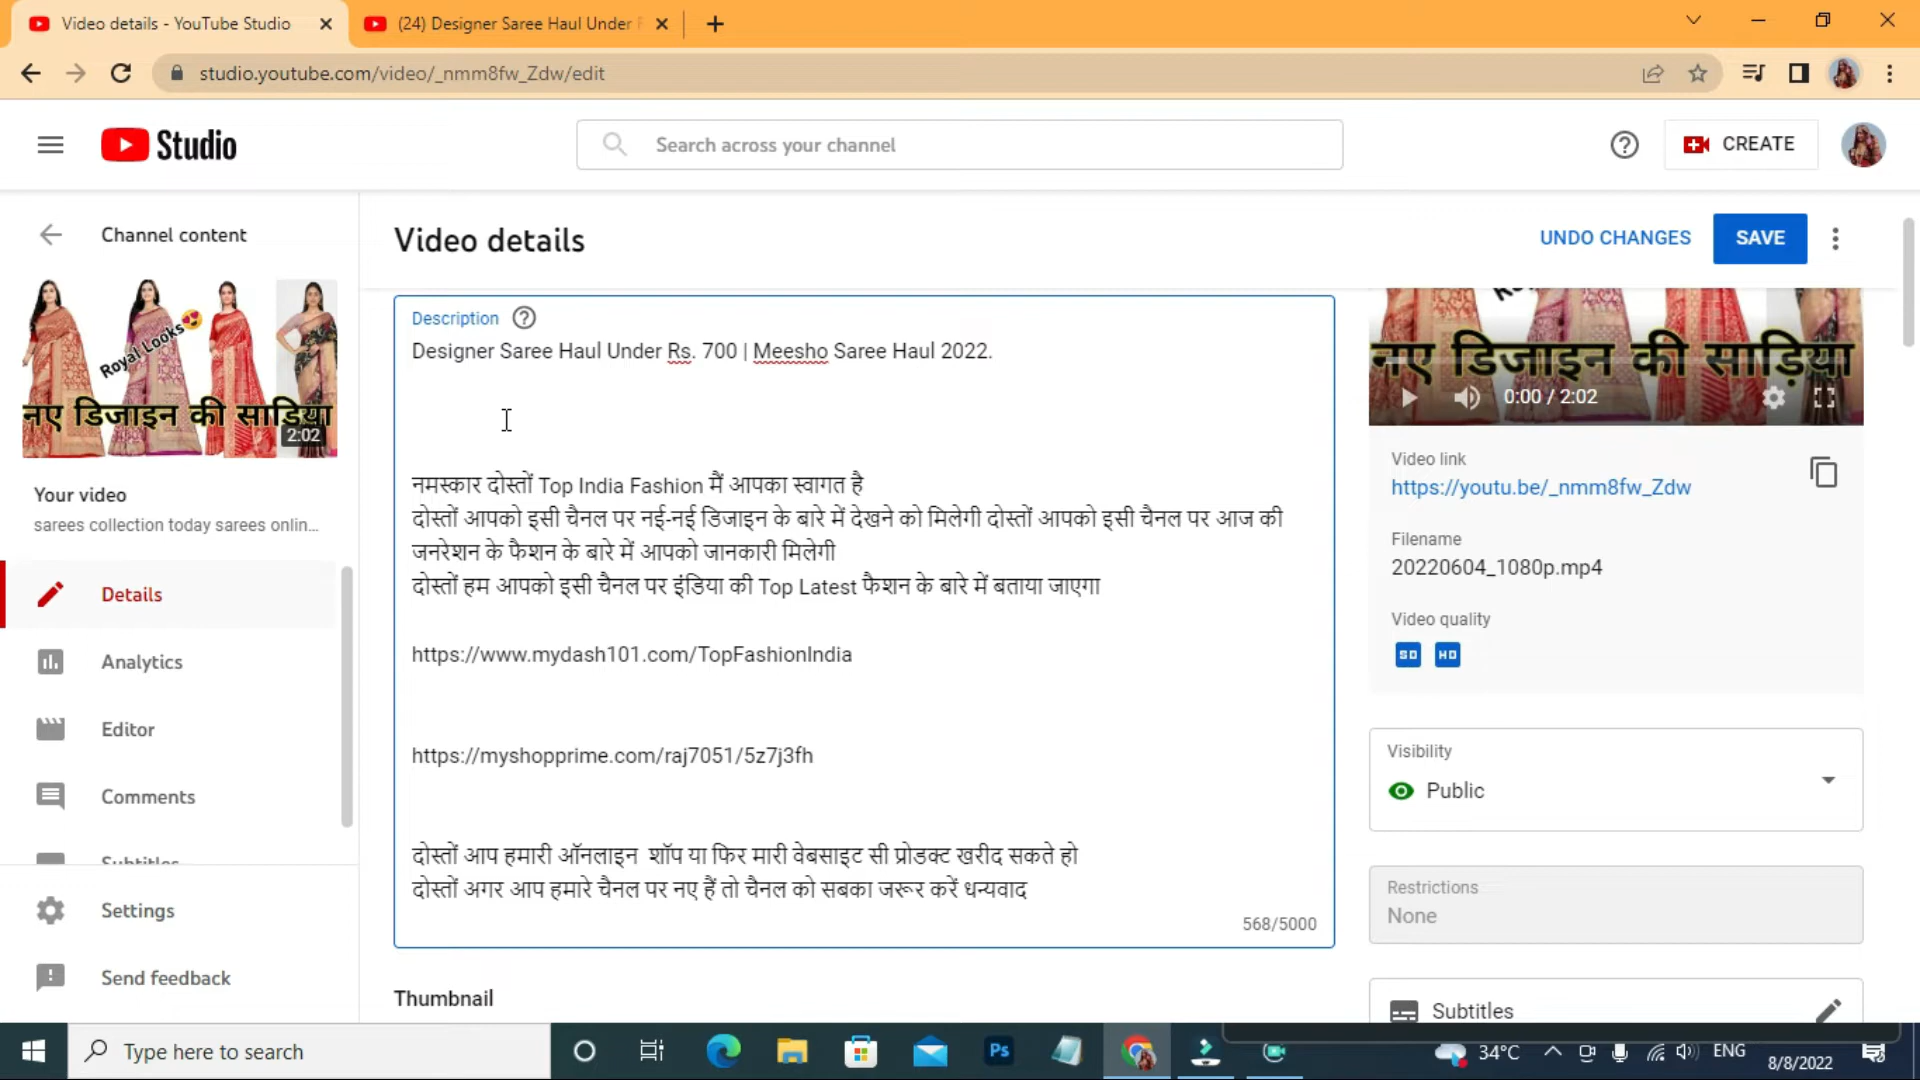 Video details - YouTube Studio
(24) Designer Saree Haul Under
studio.youtube.com/video/_nmm8fw_Zdw/edit
Studio
Search across your channel
CREATE
Channel content
Video details
UNDO CHANGES
SAVE
Royal Looks
नए डिजाइन की साड़िया
2:02
Your video
sarees collection today sarees onlin...
Details
Analytics
Editor
Comments
Subtitles
Settings
Send feedback
Description
Designer Saree Haul Under Rs. 700 | Meesho Saree Haul 2022.
नमस्कार दोस्तों Top India Fashion मैं आपका स्वागत है
दोस्तों आपको इसी चैनल पर नई-नई डिजाइन के बारे में देखने को मिलेगी दोस्तों आपको इसी चैनल पर आज की
जनरेशन के फैशन के बारे में आपको जानकारी मिलेगी
दोस्तों हम आपको इसी चैनल पर इंडिया की Top Latest फैशन के बारे में बताया जाएगा
https://www.mydash101.com/TopFashionIndia
https://myshopprime.com/raj7051/5z7j3fh
दोस्तों आप हमारी ऑनलाइन  शॉप या फिर मारी वेबसाइट सी प्रोडक्ट खरीद सकते हो
दोस्तों अगर आप हमारे चैनल पर नए हैं तो चैनल को सबका जरूर करें धन्यवाद
568/5000
Thumbnail
नए डिजाइन की साड़िया
0:00 / 2:02
Video link
https://youtu.be/_nmm8fw_Zdw
Filename
20220604_1080p.mp4
Video quality
SD HD
Visibility
Public
Restrictions
None
Subtitles
Type here to search
Ps
34°C
ENG
8/8/2022